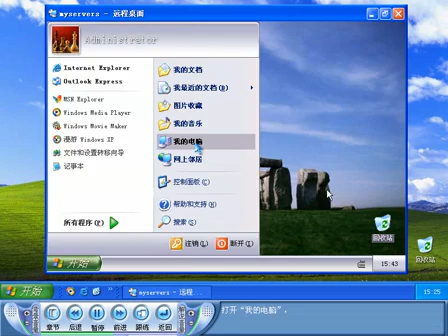 myservers - 远程桌面
Administrator
Internet Explorer
Outlook Express
MSN Explorer
Windows Media Player
Windows Movie Maker
漫游 Windows XP
文件和设置转移向导
记事本
所有程序(P)
我的文档
我最近的文档(D)
图片收藏
我的音乐
我的电脑
网上邻居
控制面板(C)
帮助和支持(H)
搜索(S)
注销(L)
断开(I)
回收站
回收站
开始
15:43
开始
myservers - 远程...
15:25
章节
后退
暂停
前进
跟练
返回
打开“我的电脑”.